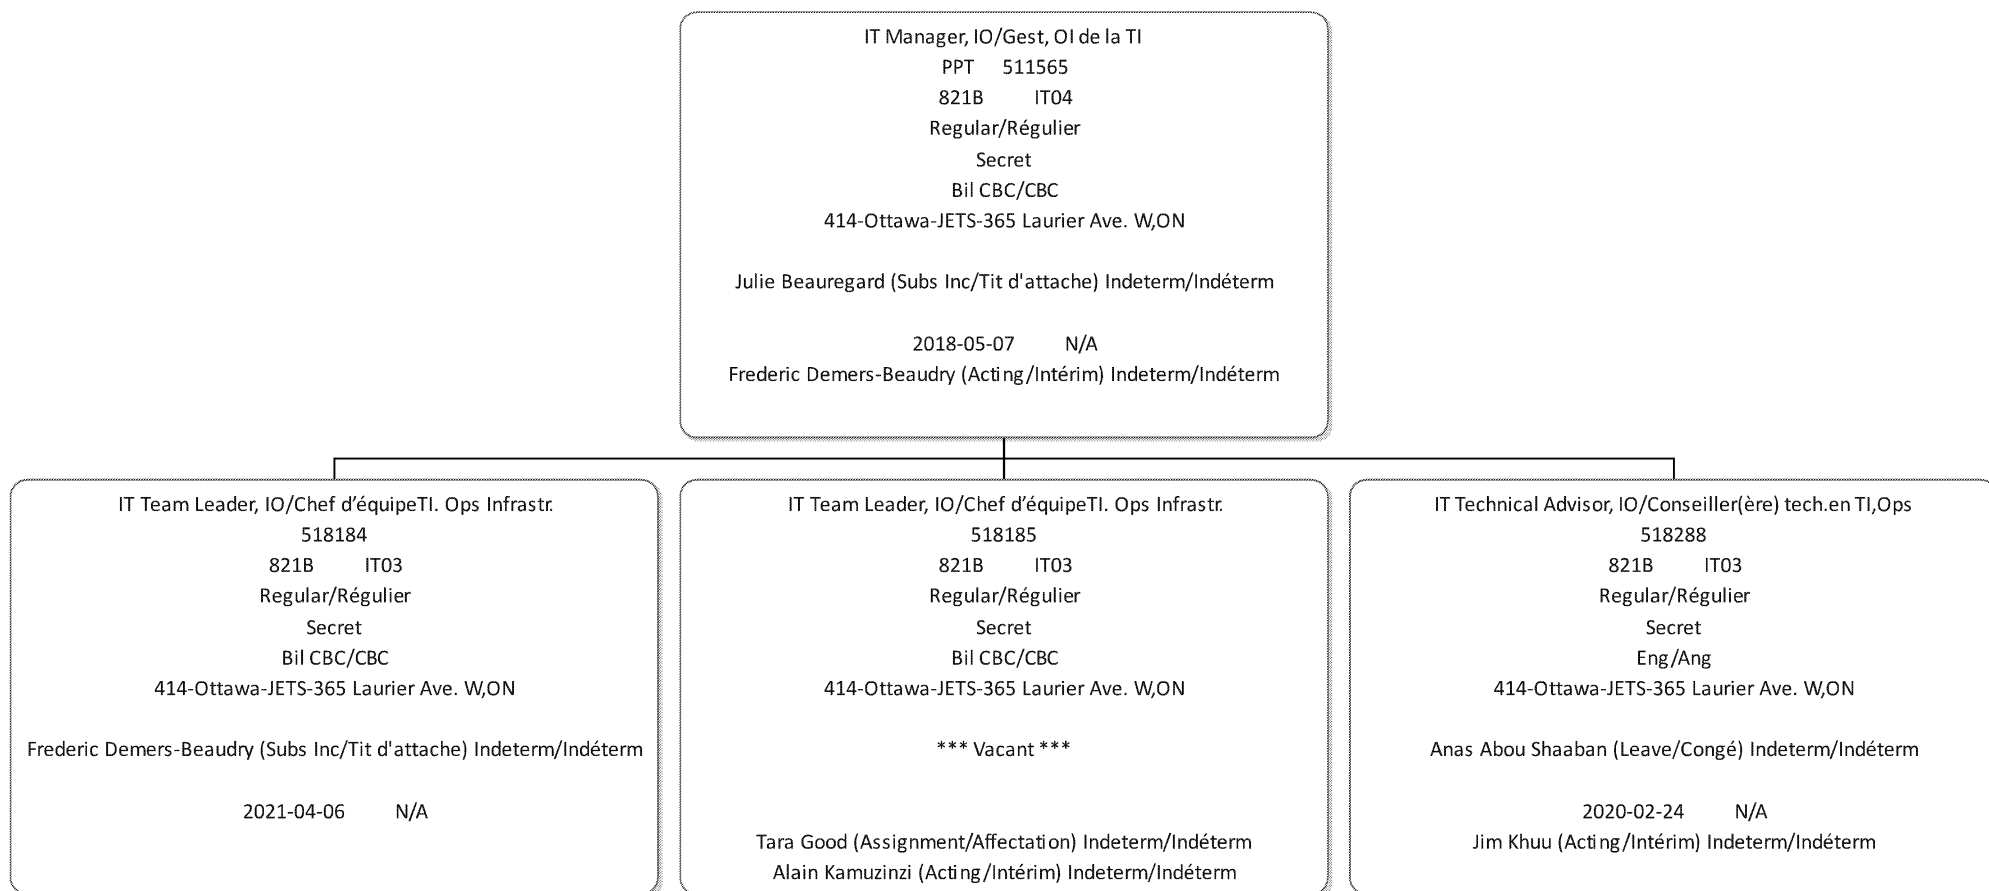 IT Manager, IO/Gest, OI de la TI
PPT 511565
821B IT04
Regular/Régulier
Secret
Bil CBC/CBC
414-Ottawa-JETS-365 Laurier Ave. W,ON
Julie Beauregard (Subs Inc/Tit d'attache) Indeterm/Indéterm
2018-05-07 N/A
Frederic Demers-Beaudry (Acting/Intérim) Indeterm/Indéterm
IT Team Leader, IO/Chef d’équipeTI. Ops Infrastr.
518184
821B IT03
Regular/Régulier
Secret
Bil CBC/CBC
414-Ottawa-JETS-365 Laurier Ave. W,ON
Frederic Demers-Beaudry (Subs Inc/Tit d'attache) Indeterm/Indéterm
2021-04-06 N/A
IT Team Leader, IO/Chef d’équipeTI. Ops Infrastr.
518185
821B IT03
Regular/Régulier
Secret
Bil CBC/CBC
414-Ottawa-JETS-365 Laurier Ave. W,ON
*** Vacant ***
Tara Good (Assignment/Affectation) Indeterm/Indéterm
Alain Kamuzinzi (Acting/Intérim) Indeterm/Indéterm
IT Technical Advisor, IO/Conseiller(ère) tech.en TI,Ops
518288
821B IT03
Regular/Régulier
Secret
Eng/Ang
414-Ottawa-JETS-365 Laurier Ave. W,ON
Anas Abou Shaaban (Leave/Congé) Indeterm/Indéterm
2020-02-24 N/A
Jim Khuu (Acting/Intérim) Indeterm/Indéterm